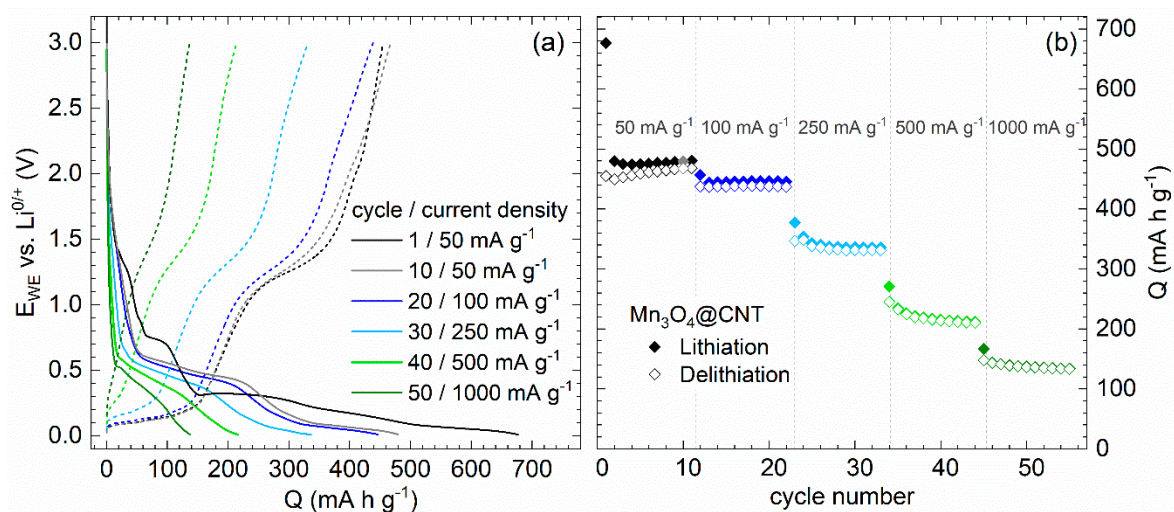 (a)
3.0
2.5
2.0
1.5
1.0
0.5
0.0
E_WE vs. Li^0/+ (V)
cycle / current density
1 / 50 mA g⁻¹
10 / 50 mA g⁻¹
20 / 100 mA g⁻¹
30 / 250 mA g⁻¹
40 / 500 mA g⁻¹
50 / 1000 mA g⁻¹
0 100 200 300 400 500 600 700
Q (mA h g⁻¹)
(b)
50 mA g⁻¹ 100 mA g⁻¹ 250 mA g⁻¹ 500 mA g⁻¹ 1000 mA g⁻¹
Mn₃O₄@CNT
Lithiation
Delithiation
700
600
500
400
300
200
100
0
Q (mA h g⁻¹)
0 10 20 30 40 50
cycle number